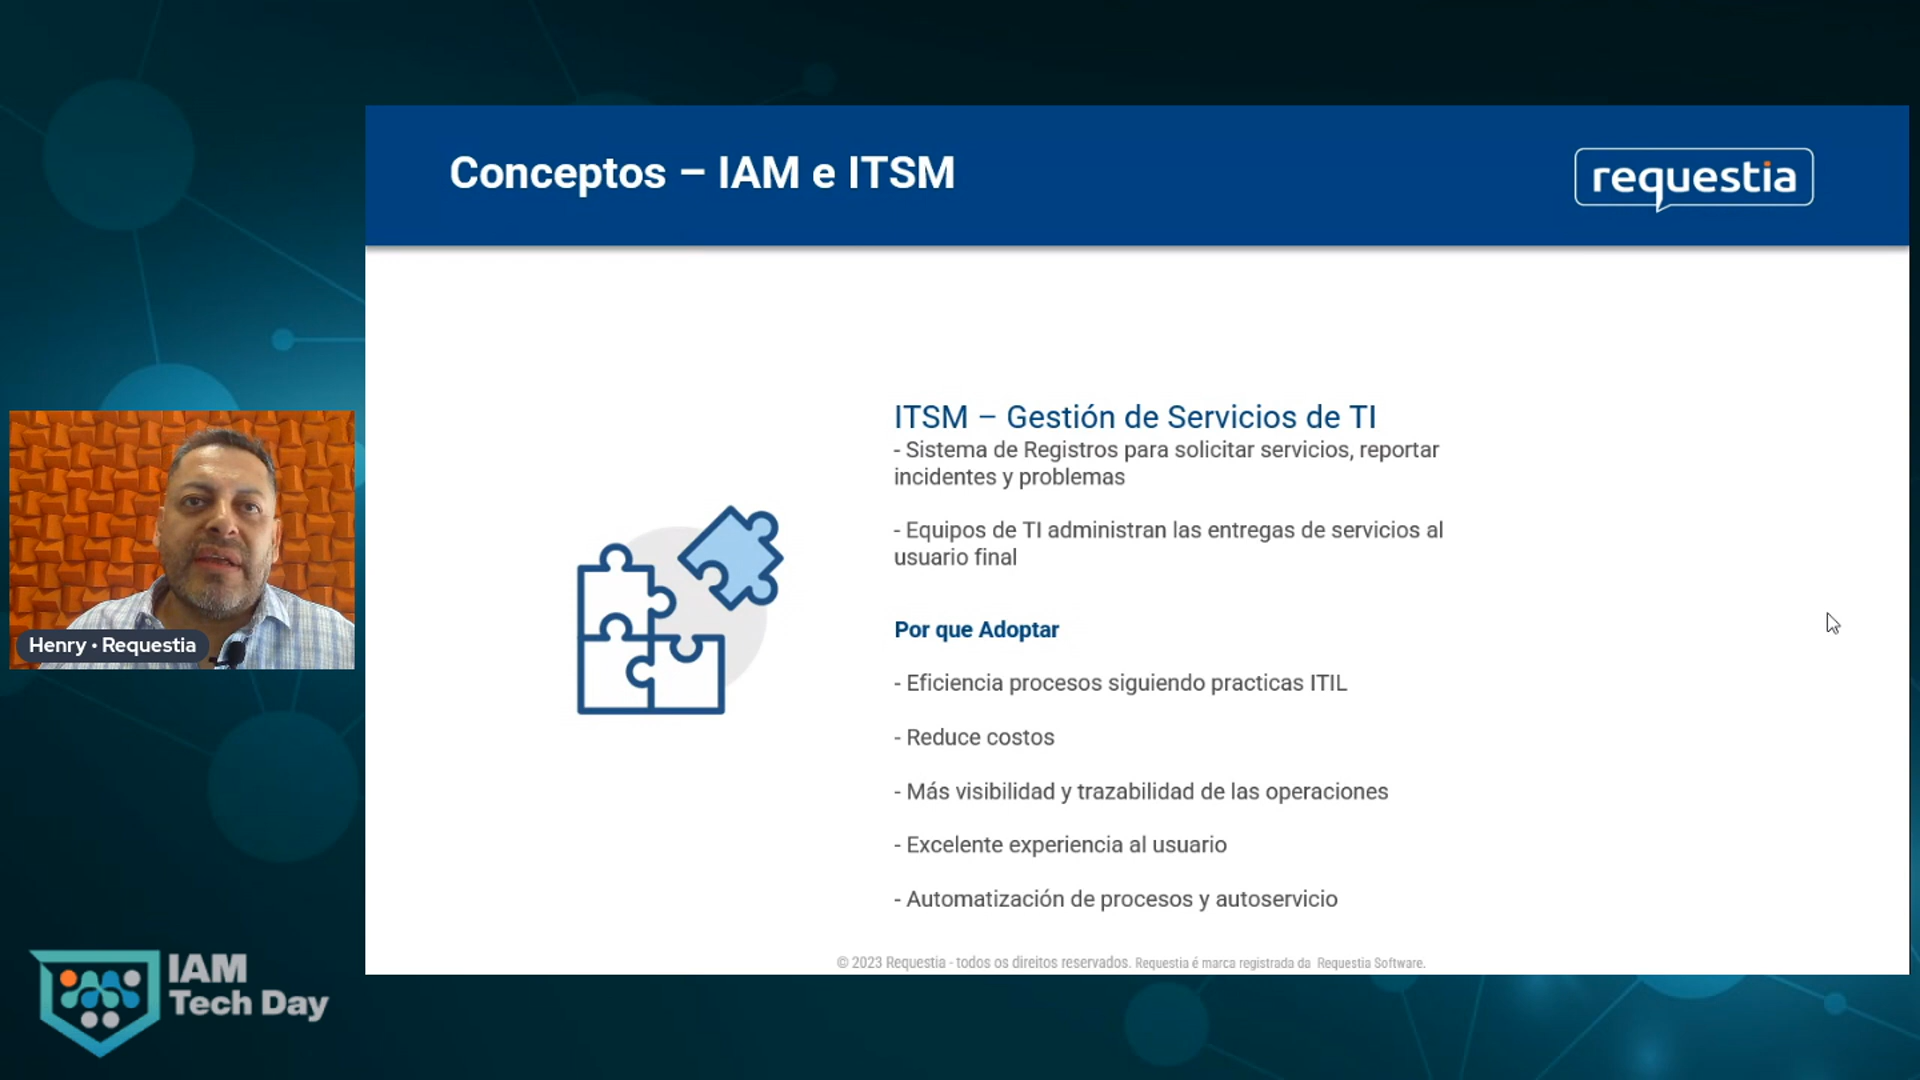 Conceptos – IAM e ITSM
requestia
ITSM – Gestión de Servicios de TI
- Sistema de Registros para solicitar servicios, reportar
incidentes y problemas
- Equipos de TI administran las entregas de servicios al
usuario final
Por que Adoptar
- Eficiencia procesos siguiendo practicas ITIL
- Reduce costos
- Más visibilidad y trazabilidad de las operaciones
- Excelente experiencia al usuario
- Automatización de procesos y autoservicio
© 2023 Requestia - todos os direitos reservados. Requestia é marca registrada da Requestia Software.
Henry • Requestia
IAM
Tech Day